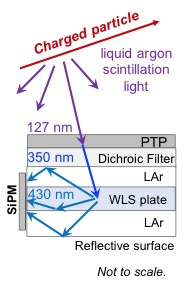 Charged particle
liquid argon
scintillation
light
127 nm
PTP
350 nm
Dichroic Filter
LAr
430 nm
WLS plate
SiPM
LAr
Reflective surface
Not to scale.